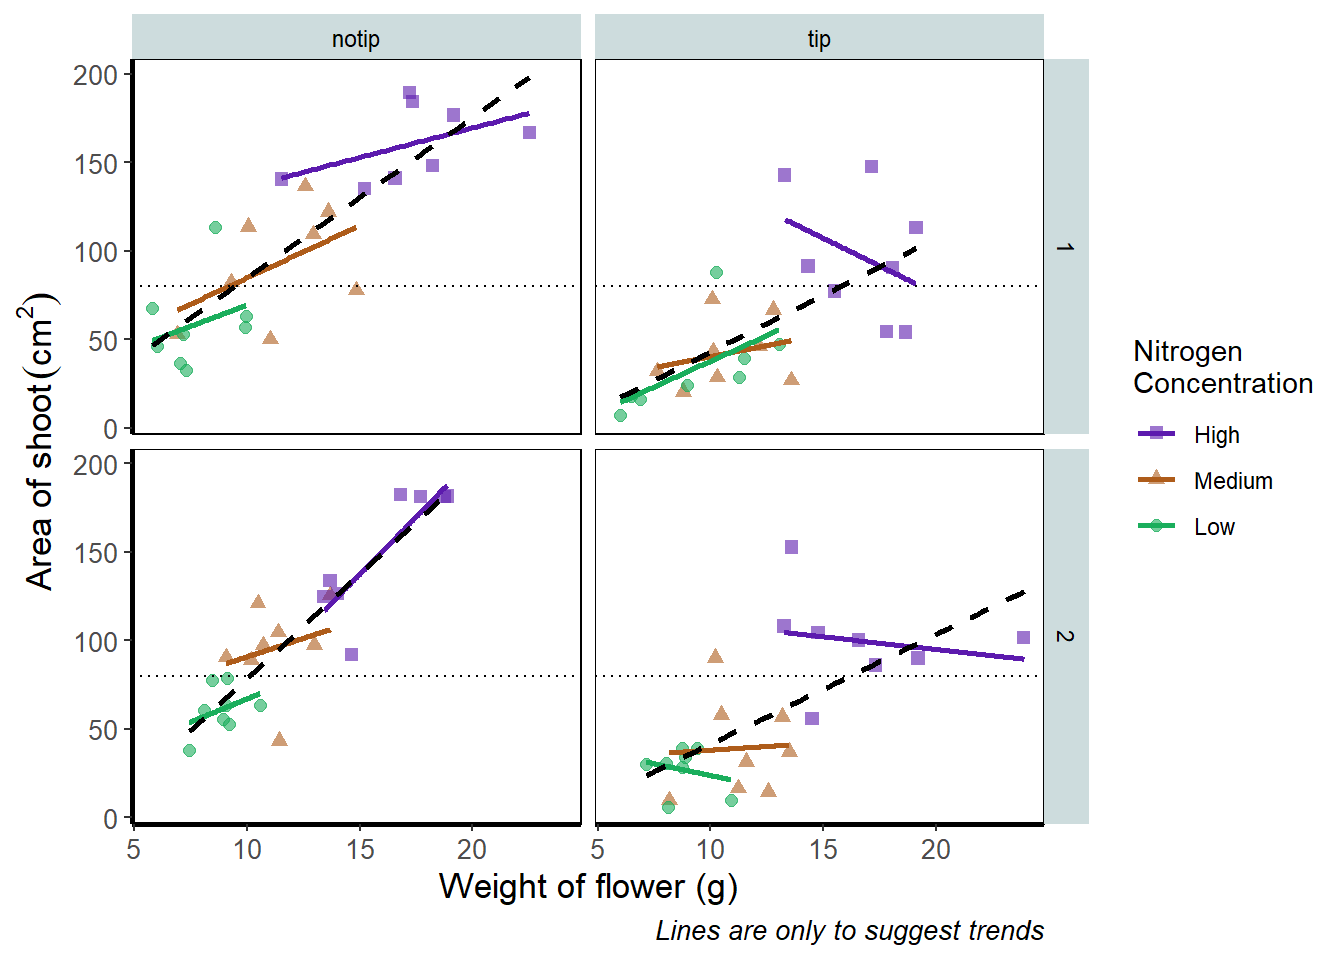 notip
tip
200
150
100
50
0
1
200
150
100
50
0
2
5
10
15
20
5
10
15
20
Area of shoot(cm²)
Weight of flower (g)
Lines are only to suggest trends
Nitrogen
Concentration
High
Medium
Low